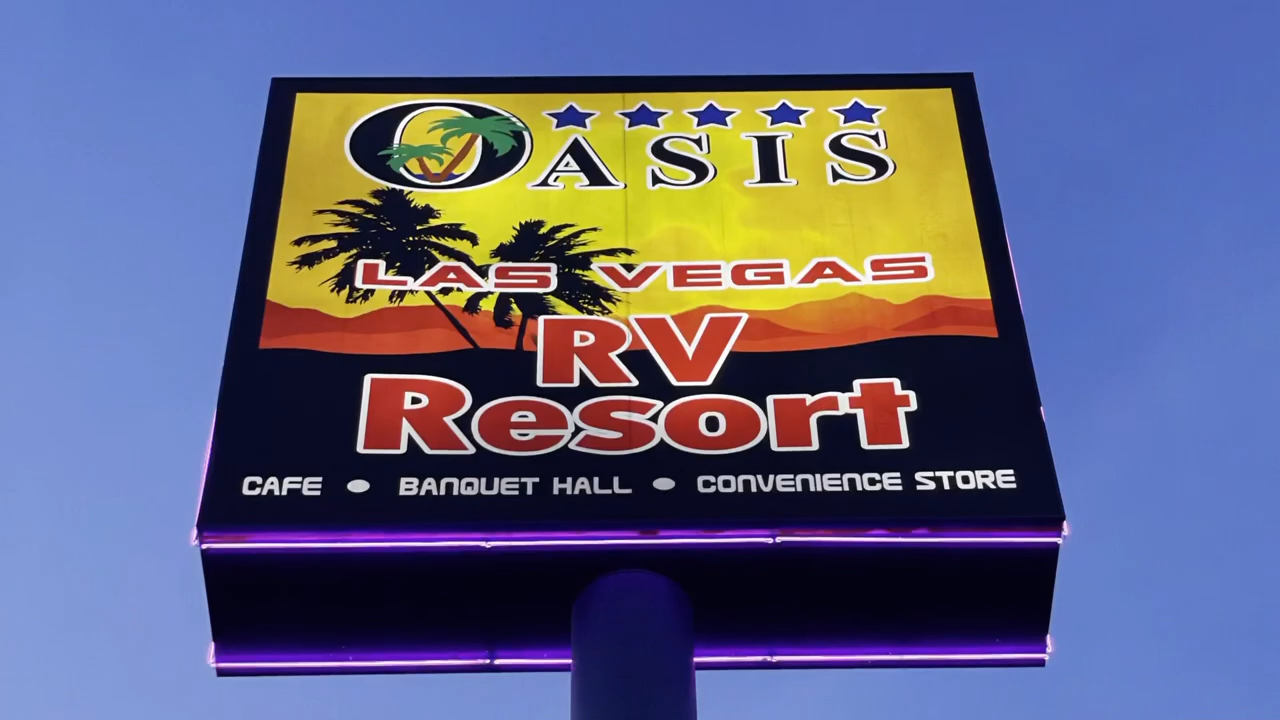 OASIS
LAS VEGAS
RV
Resort
CAFE • BANQUET HALL • CONVENIENCE STORE